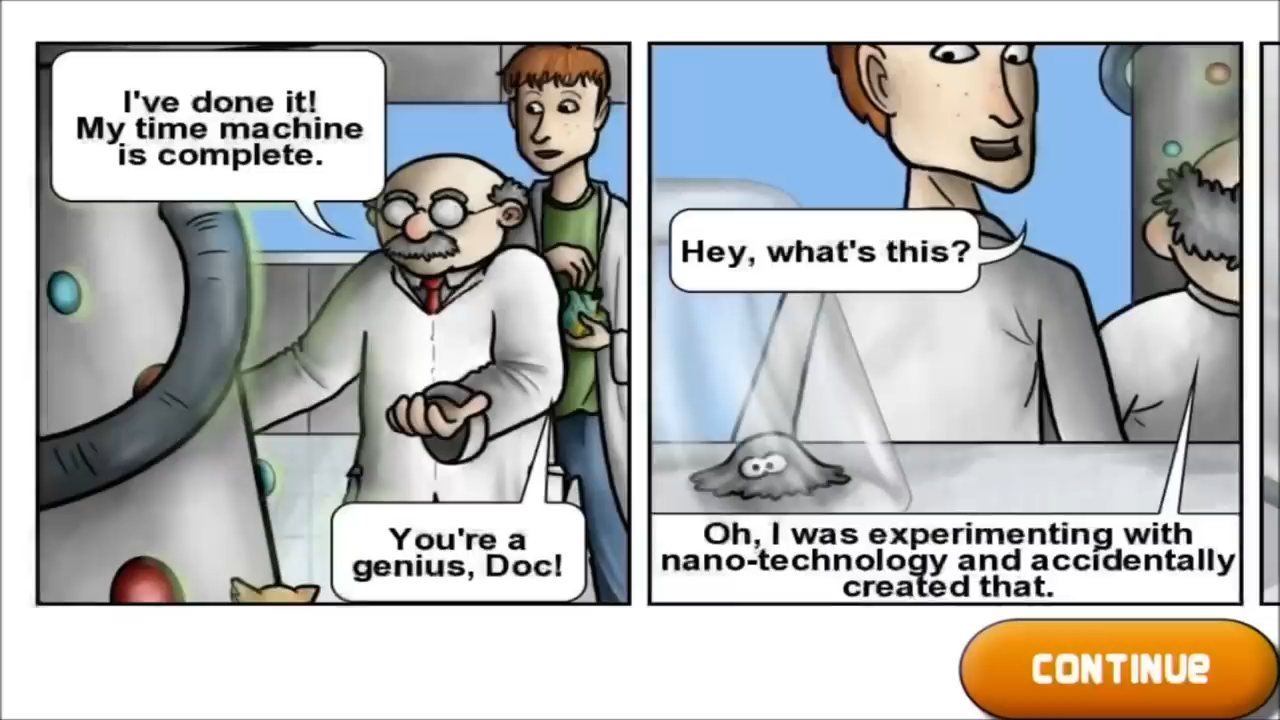 I've done it!
My time machine
is complete.
You're a
genius, Doc!
Hey, what's this?
Oh, I was experimenting with
nano-technology and accidentally
created that.
CONTINUE